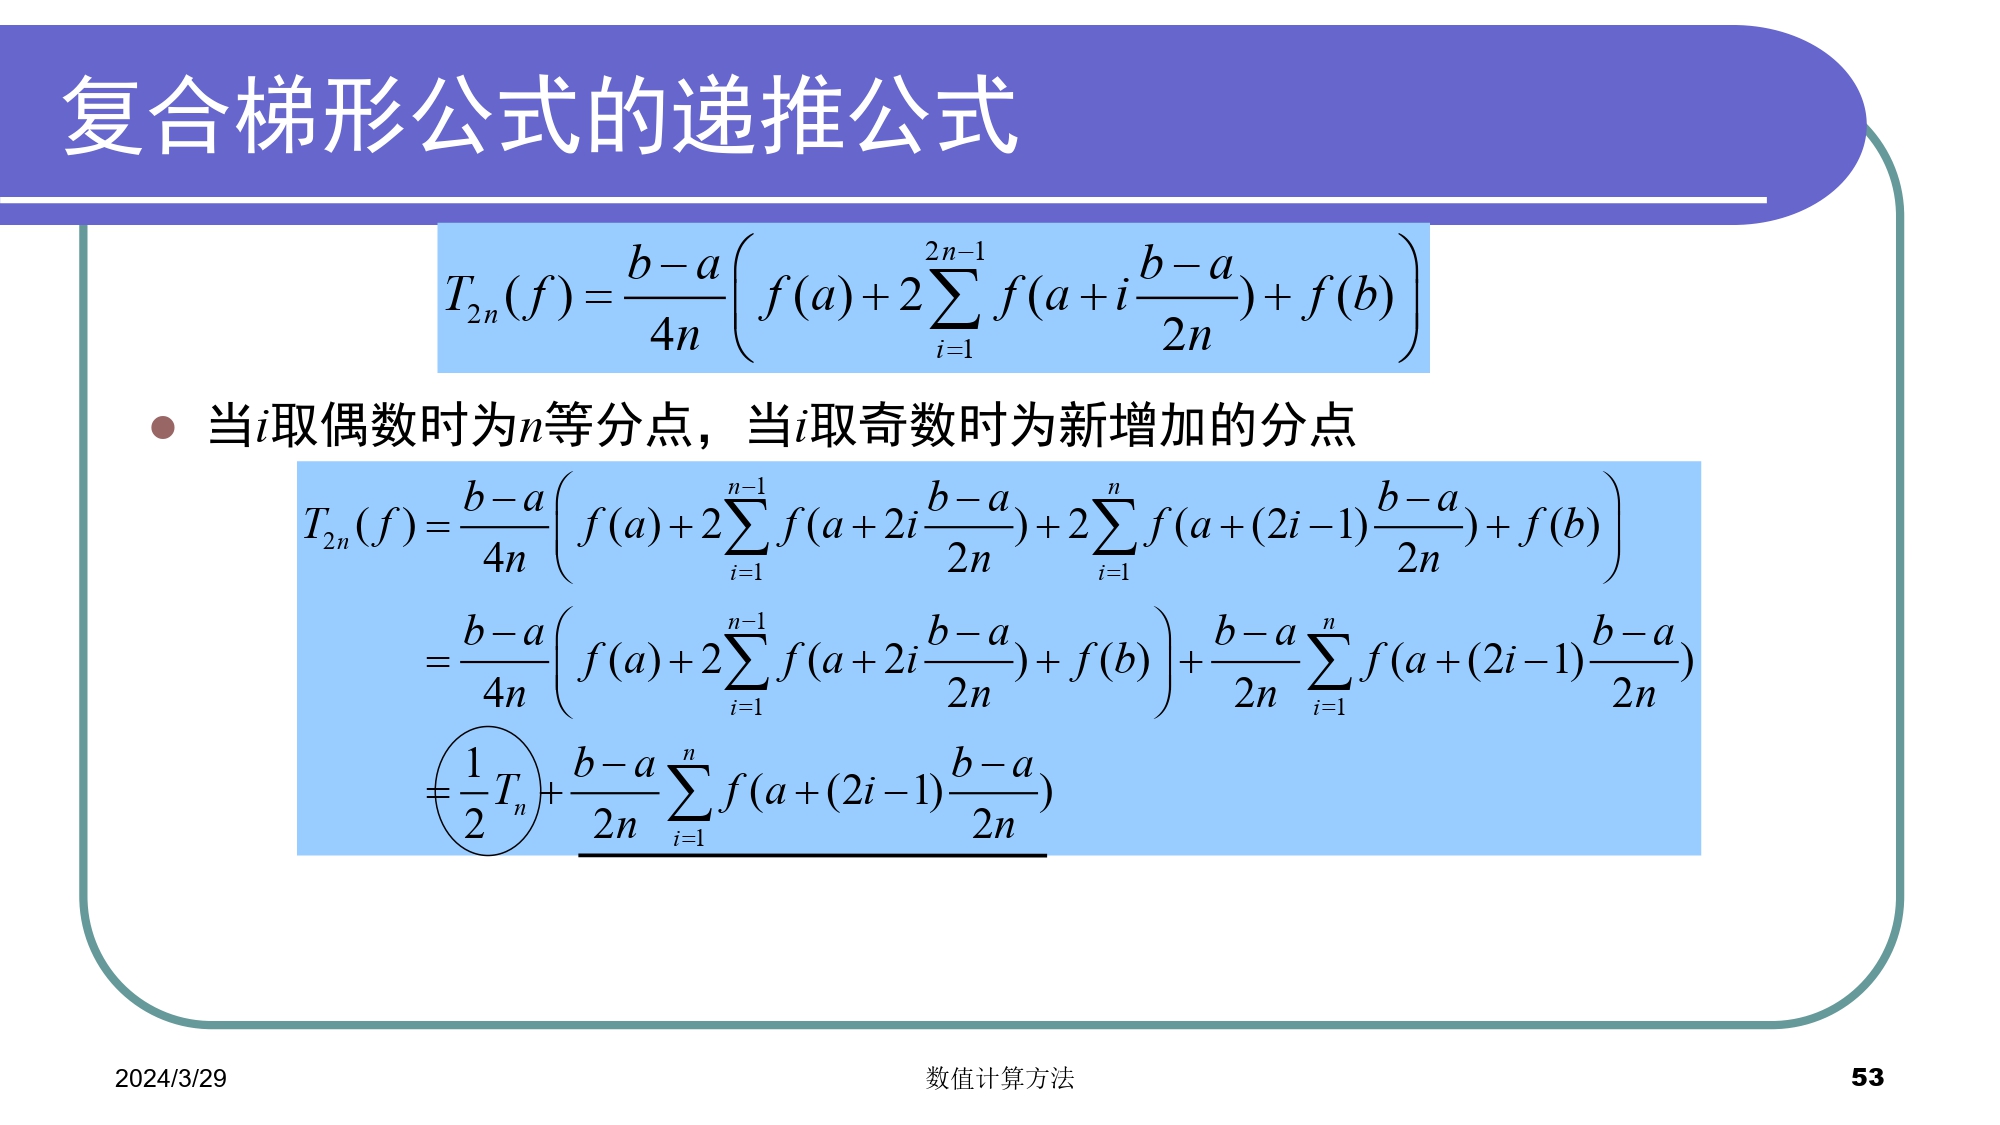 复合梯形公式的递推公式
T_{2n}(f) = \frac{b-a}{4n}\left( f(a) + 2\sum_{i=1}^{2n-1} f(a+i\frac{b-a}{2n}) + f(b) \right)
当i取偶数时为n等分点，当i取奇数时为新增加的分点
T_{2n}(f) = \frac{b-a}{4n}\left( f(a) + 2\sum_{i=1}^{n-1} f(a+2i\frac{b-a}{2n}) + 2\sum_{i=1}^{n} f(a+(2i-1)\frac{b-a}{2n}) + f(b) \right)
= \frac{b-a}{4n}\left( f(a) + 2\sum_{i=1}^{n-1} f(a+2i\frac{b-a}{2n}) + f(b) \right) + \frac{b-a}{2n}\sum_{i=1}^{n} f(a+(2i-1)\frac{b-a}{2n})
= \frac{1}{2}T_n + \frac{b-a}{2n}\sum_{i=1}^{n} f(a+(2i-1)\frac{b-a}{2n})
2024/3/29 数值计算方法 53